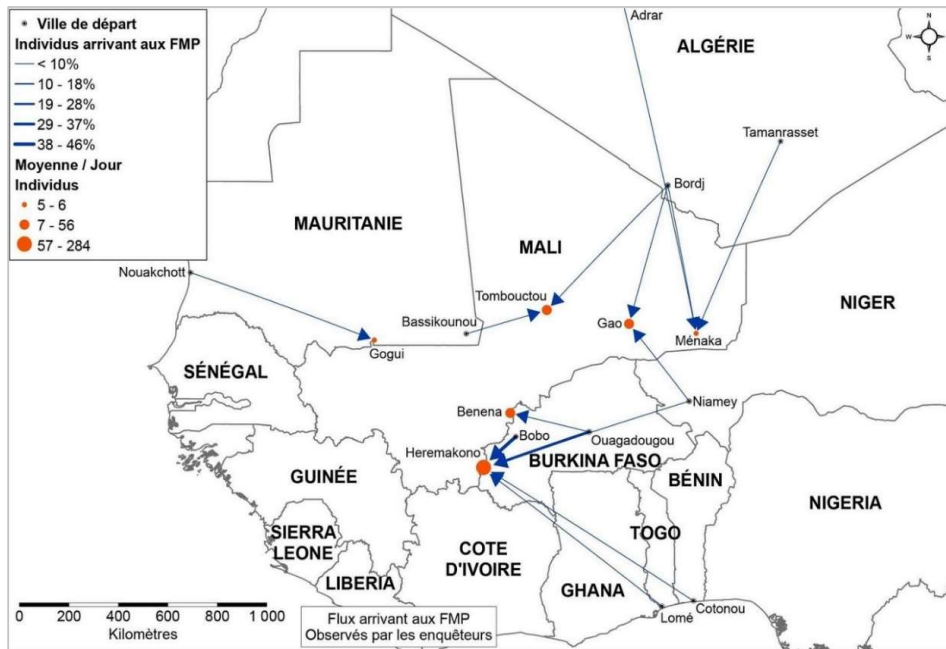 Ville de départ
Individus arrivant aux FMP
< 10%
10 - 18%
19 - 28%
29 - 37%
38 - 46%
Moyenne / Jour
Individus
5 - 6
7 - 56
57 - 284
Adrar
ALGÉRIE
N
W
E
S
Tamanrasset
Bordj
MAURITANIE
MALI
Nouakchott
Tombouctou
NIGER
Bassikounou
Gao
Ménaka
Gogui
SÉNÉGAL
Niamey
Benena
Bobo
Ouagadougou
Heremakono
BURKINA FASO
GUINÉE
BÉNIN
NIGERIA
SIERRA
LEONE
TOGO
COTE
D'IVOIRE
LIBERIA
GHANA
Cotonou
Lomé
0 200 400 600 800 1 000
Kilomètres
Flux arrivant aux FMP
Observés par les enquêteurs